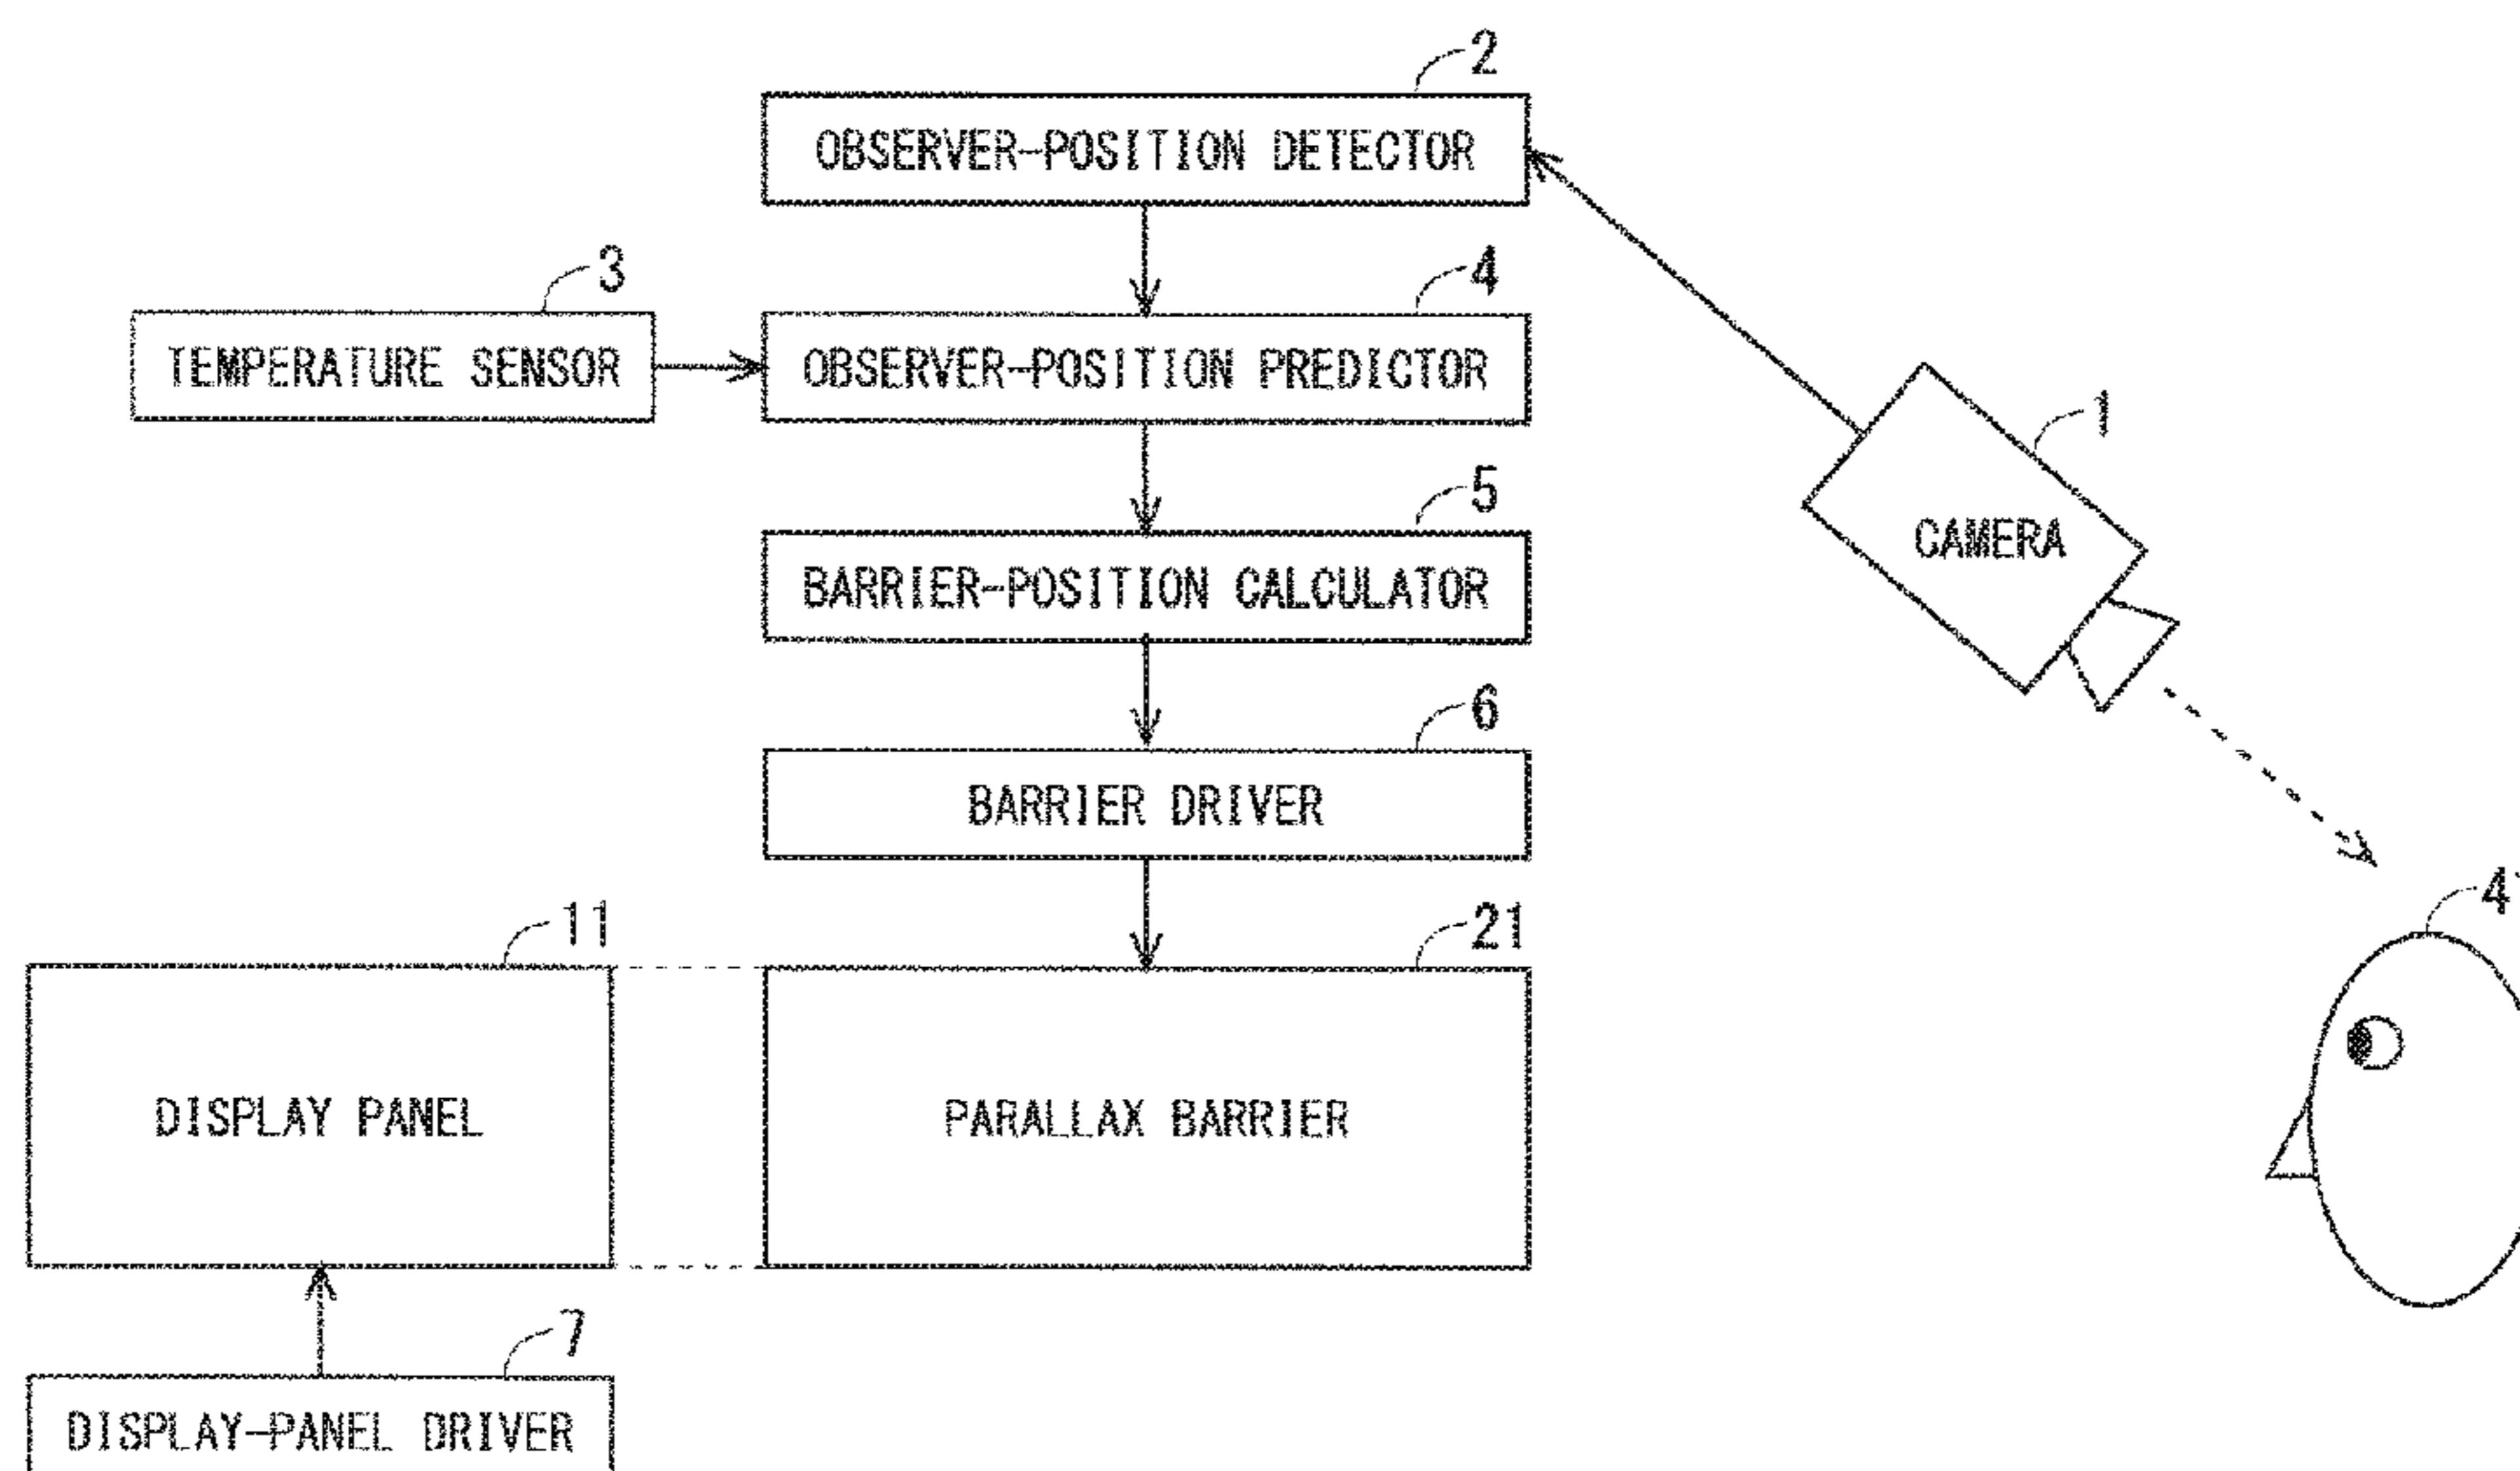 2
OBSERVER-POSITION DETECTOR
3
4
TEMPERATURE SENSOR
OBSERVER-POSITION PREDICTOR
1
CAMERA
5
BARRIER-POSITION CALCULATOR
6
BARRIER DRIVER
11
21
DISPLAY PANEL
PARALLAX BARRIER
7
DISPLAY-PANEL DRIVER